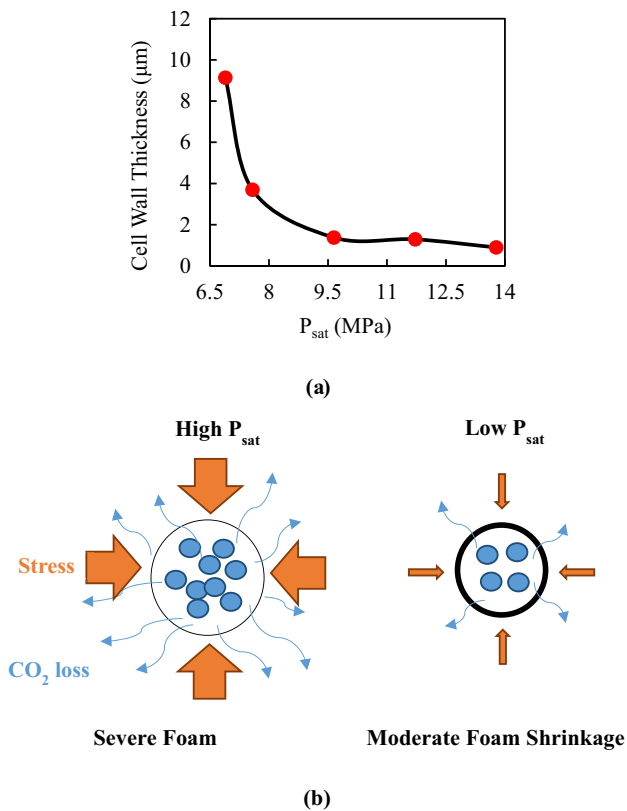 12
10
8
6
4
2
0
Cell Wall Thickness (μm)
6.5 8 9.5 11 12.5 14
Psat (MPa)
(a)
High Psat
Low Psat
Stress
CO2 loss
Severe Foam
Moderate Foam Shrinkage
(b)